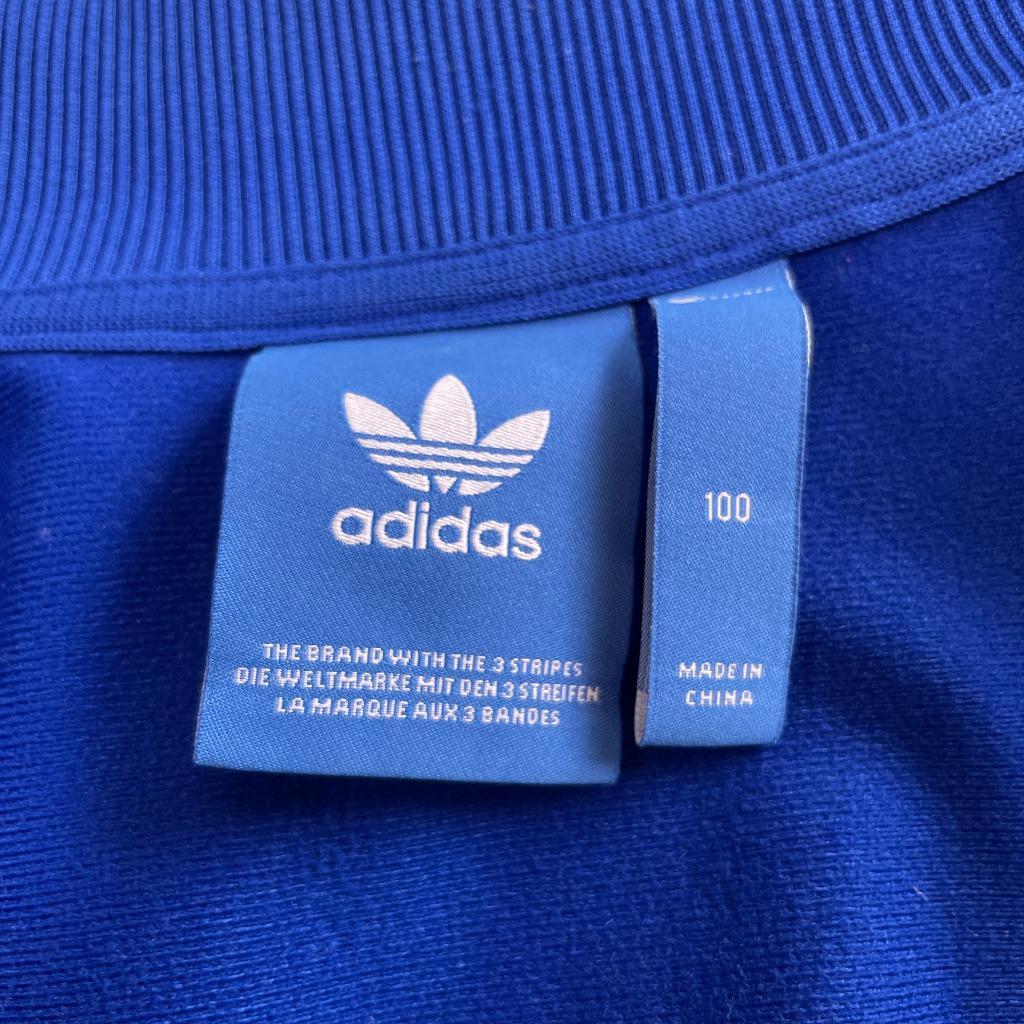 adidas
THE BRAND WITH THE 3 STRIPES
DIE WELTMARKE MIT DEN 3 STREIFEN
LA MARQUE AUX 3 BANDES
100
MADE IN
CHINA